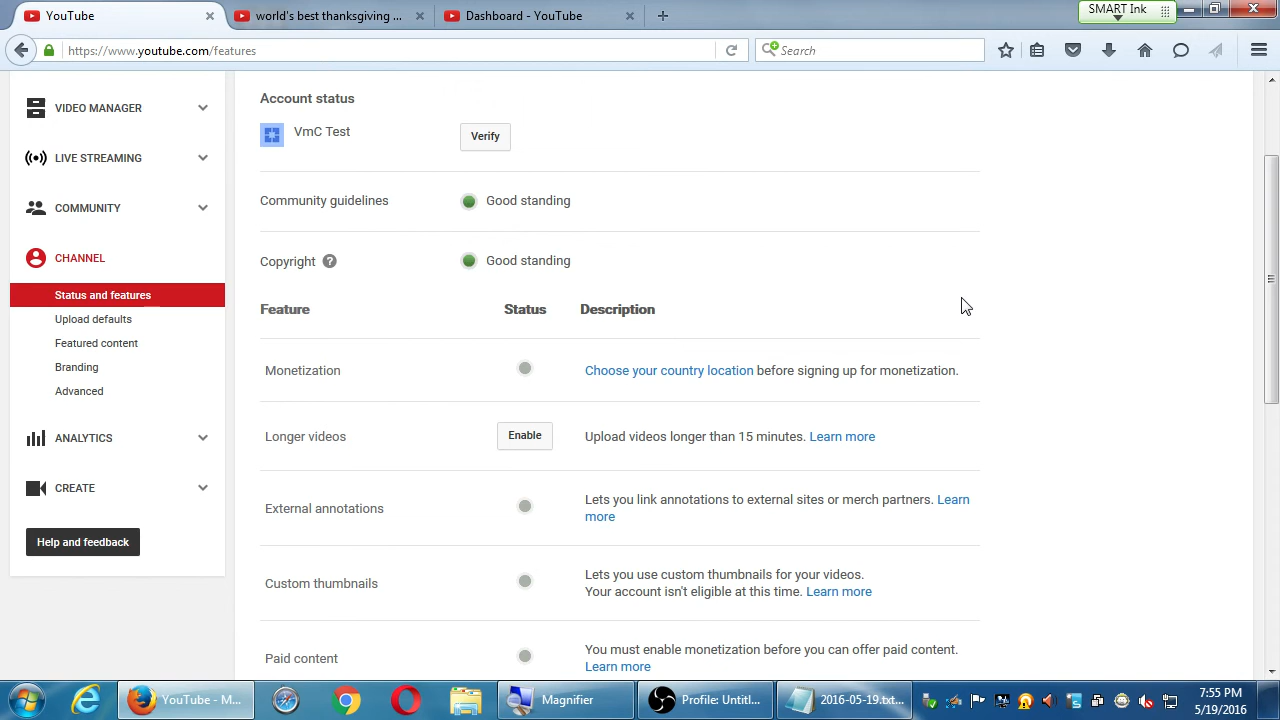 YouTube
world's best thanksgiving ...
Dashboard - YouTube
SMART Ink
https://www.youtube.com/features
Search
VIDEO MANAGER
LIVE STREAMING
COMMUNITY
CHANNEL
Status and features
Upload defaults
Featured content
Branding
Advanced
ANALYTICS
CREATE
Help and feedback
Account status
VmC Test
Verify
Community guidelines
Good standing
Copyright ?
Good standing
Feature
Status
Description
Monetization
Choose your country location before signing up for monetization.
Longer videos
Enable
Upload videos longer than 15 minutes. Learn more
External annotations
Lets you link annotations to external sites or merch partners. Learn
more
Custom thumbnails
Lets you use custom thumbnails for your videos.
Your account isn't eligible at this time. Learn more
Paid content
You must enable monetization before you can offer paid content.
Learn more
YouTube - M...
Magnifier
Profile: Untitl...
2016-05-19.txt...
7:55 PM
5/19/2016